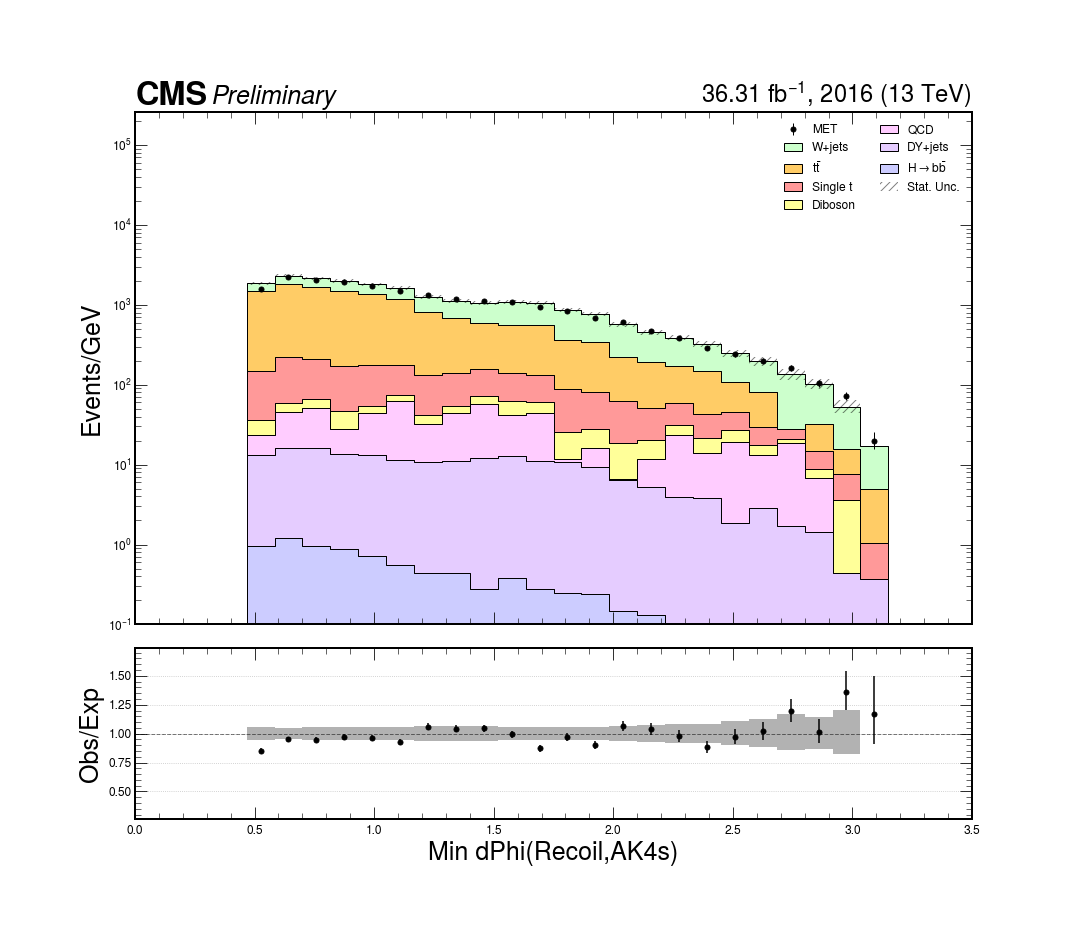 CMS Preliminary 36.31 fb⁻¹, 2016 (13 TeV)
MET QCD
W+jets DY+jets
tt̄ H→bb̄
Single t Stat. Unc.
Diboson
Events/GeV
10⁵
10⁴
10³
10²
10¹
10⁰
10⁻¹
Obs/Exp
1.50
1.25
1.00
0.75
0.50
0.0 0.5 1.0 1.5 2.0 2.5 3.0 3.5
Min dPhi(Recoil,AK4s)